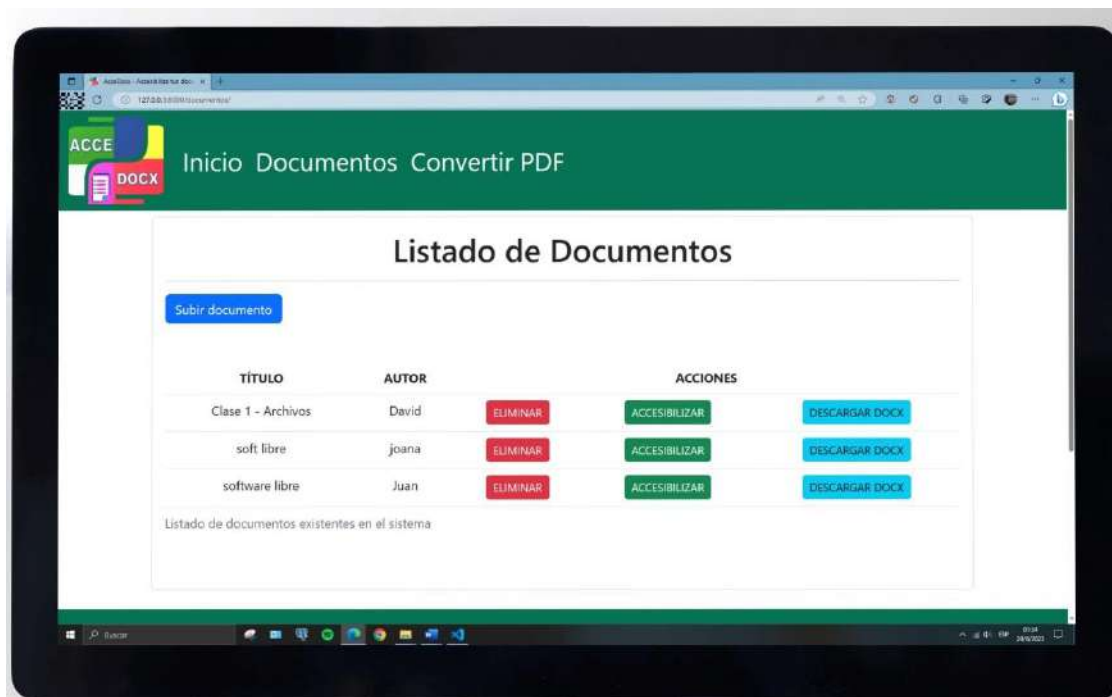 ACCE
DOCX
Inicio Documentos Convertir PDF
Listado de Documentos
Subir documento
TÍTULO AUTOR ACCIONES
Clase 1 - Archivos David ELIMINAR ACCESIBILIZAR DESCARGAR DOCX
soft libre joana ELIMINAR ACCESIBILIZAR DESCARGAR DOCX
software libre Juan ELIMINAR ACCESIBILIZAR DESCARGAR DOCX
Listado de documentos existentes en el sistema
Buscar
ESP